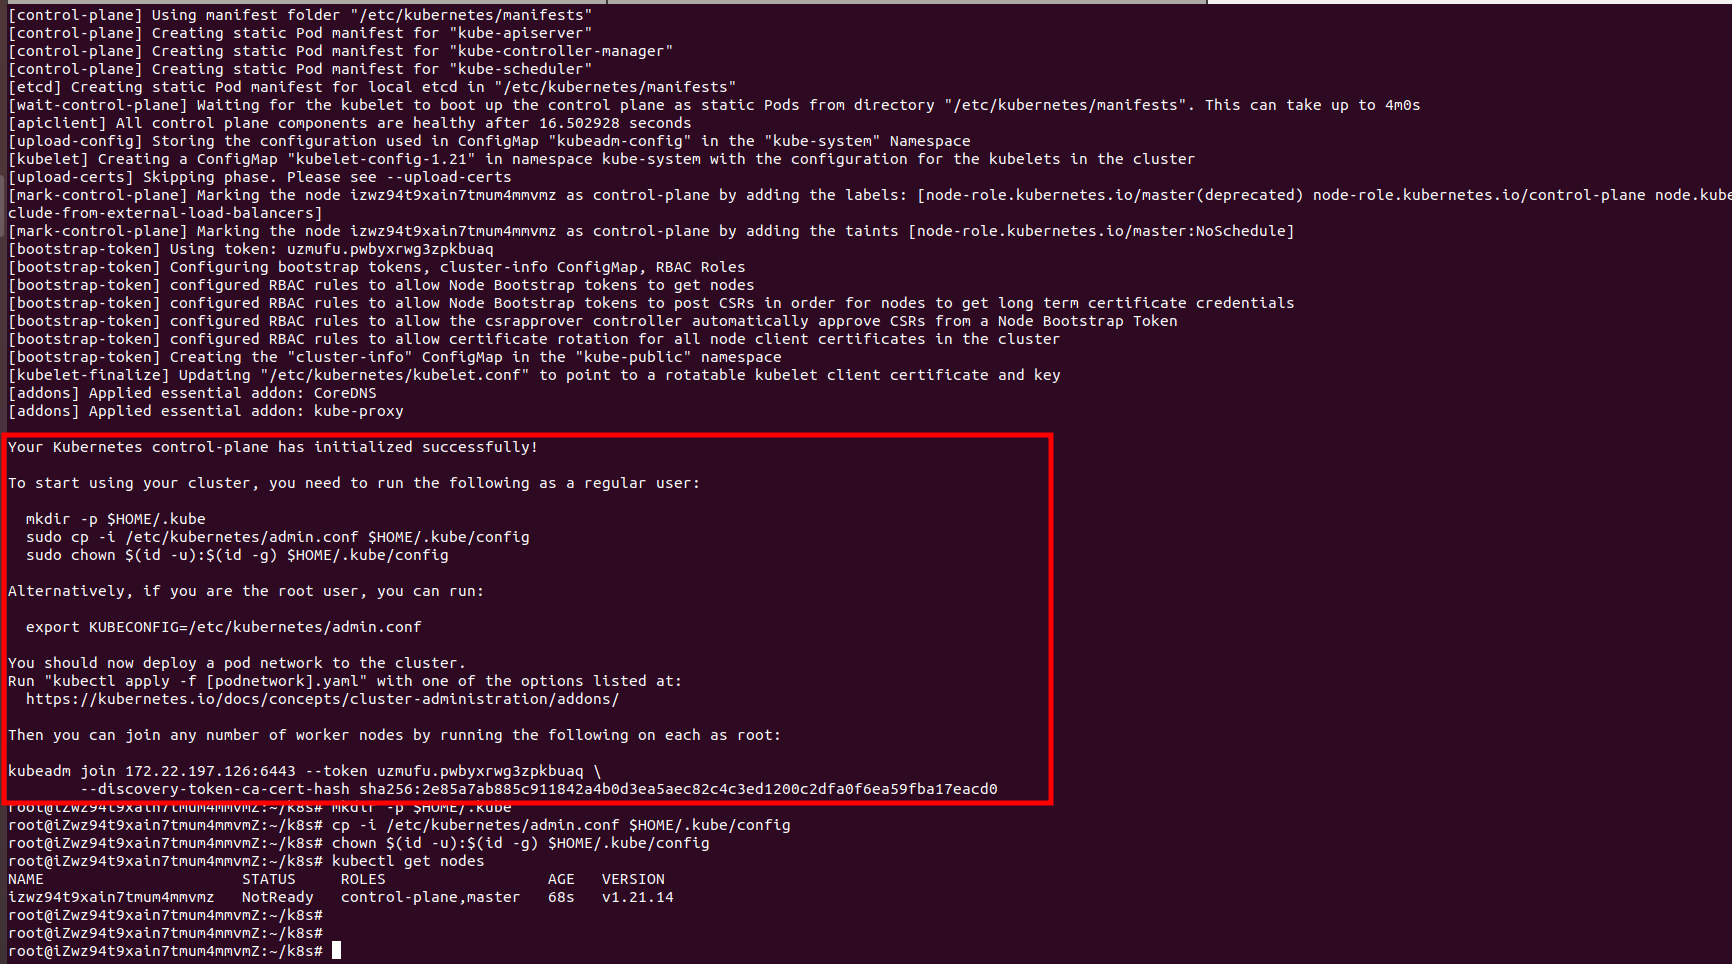 [control-plane] Using manifest folder "/etc/kubernetes/manifests"
[control-plane] Creating static Pod manifest for "kube-apiserver"
[control-plane] Creating static Pod manifest for "kube-controller-manager"
[control-plane] Creating static Pod manifest for "kube-scheduler"
[etcd] Creating static Pod manifest for local etcd in "/etc/kubernetes/manifests"
[wait-control-plane] Waiting for the kubelet to boot up the control plane as static Pods from directory "/etc/kubernetes/manifests". This can take up to 4m0s
[apiclient] All control plane components are healthy after 16.502928 seconds
[upload-config] Storing the configuration used in ConfigMap "kubeadm-config" in the "kube-system" Namespace
[kubelet] Creating a ConfigMap "kubelet-config-1.21" in namespace kube-system with the configuration for the kubelets in the cluster
[upload-certs] Skipping phase. Please see --upload-certs
[mark-control-plane] Marking the node izwz94t9xain7tmum4mmvmz as control-plane by adding the labels: [node-role.kubernetes.io/master(deprecated) node-role.kubernetes.io/control-plane node.kube
clude-from-external-load-balancers]
[mark-control-plane] Marking the node izwz94t9xain7tmum4mmvmz as control-plane by adding the taints [node-role.kubernetes.io/master:NoSchedule]
[bootstrap-token] Using token: uzmufu.pwbyxrwg3zpkbuaq
[bootstrap-token] Configuring bootstrap tokens, cluster-info ConfigMap, RBAC Roles
[bootstrap-token] configured RBAC rules to allow Node Bootstrap tokens to get nodes
[bootstrap-token] configured RBAC rules to allow Node Bootstrap tokens to post CSRs in order for nodes to get long term certificate credentials
[bootstrap-token] configured RBAC rules to allow the csrapprover controller automatically approve CSRs from a Node Bootstrap Token
[bootstrap-token] configured RBAC rules to allow certificate rotation for all node client certificates in the cluster
[bootstrap-token] Creating the "cluster-info" ConfigMap in the "kube-public" namespace
[kubelet-finalize] Updating "/etc/kubernetes/kubelet.conf" to point to a rotatable kubelet client certificate and key
[addons] Applied essential addon: CoreDNS
[addons] Applied essential addon: kube-proxy
Your Kubernetes control-plane has initialized successfully!
To start using your cluster, you need to run the following as a regular user:
mkdir -p $HOME/.kube
sudo cp -i /etc/kubernetes/admin.conf $HOME/.kube/config
sudo chown $(id -u):$(id -g) $HOME/.kube/config
Alternatively, if you are the root user, you can run:
export KUBECONFIG=/etc/kubernetes/admin.conf
You should now deploy a pod network to the cluster.
Run "kubectl apply -f [podnetwork].yaml" with one of the options listed at:
https://kubernetes.io/docs/concepts/cluster-administration/addons/
Then you can join any number of worker nodes by running the following on each as root:
kubeadm join 172.22.197.126:6443 --token uzmufu.pwbyxrwg3zpkbuaq \
--discovery-token-ca-cert-hash sha256:2e85a7ab885c911842a4b0d3ea5aec82c4c3ed1200c2dfa0f6ea59fba17eacd0
root@iZwz94t9xain7tmum4mmvmZ:~/k8s# mkdir -p $HOME/.kube
root@iZwz94t9xain7tmum4mmvmZ:~/k8s# cp -i /etc/kubernetes/admin.conf $HOME/.kube/config
root@iZwz94t9xain7tmum4mmvmZ:~/k8s# chown $(id -u):$(id -g) $HOME/.kube/config
root@iZwz94t9xain7tmum4mmvmZ:~/k8s# kubectl get nodes
NAME STATUS ROLES AGE VERSION
izwz94t9xain7tmum4mmvmz NotReady control-plane,master 68s v1.21.14
root@iZwz94t9xain7tmum4mmvmZ:~/k8s#
root@iZwz94t9xain7tmum4mmvmZ:~/k8s#
root@iZwz94t9xain7tmum4mmvmZ:~/k8s#